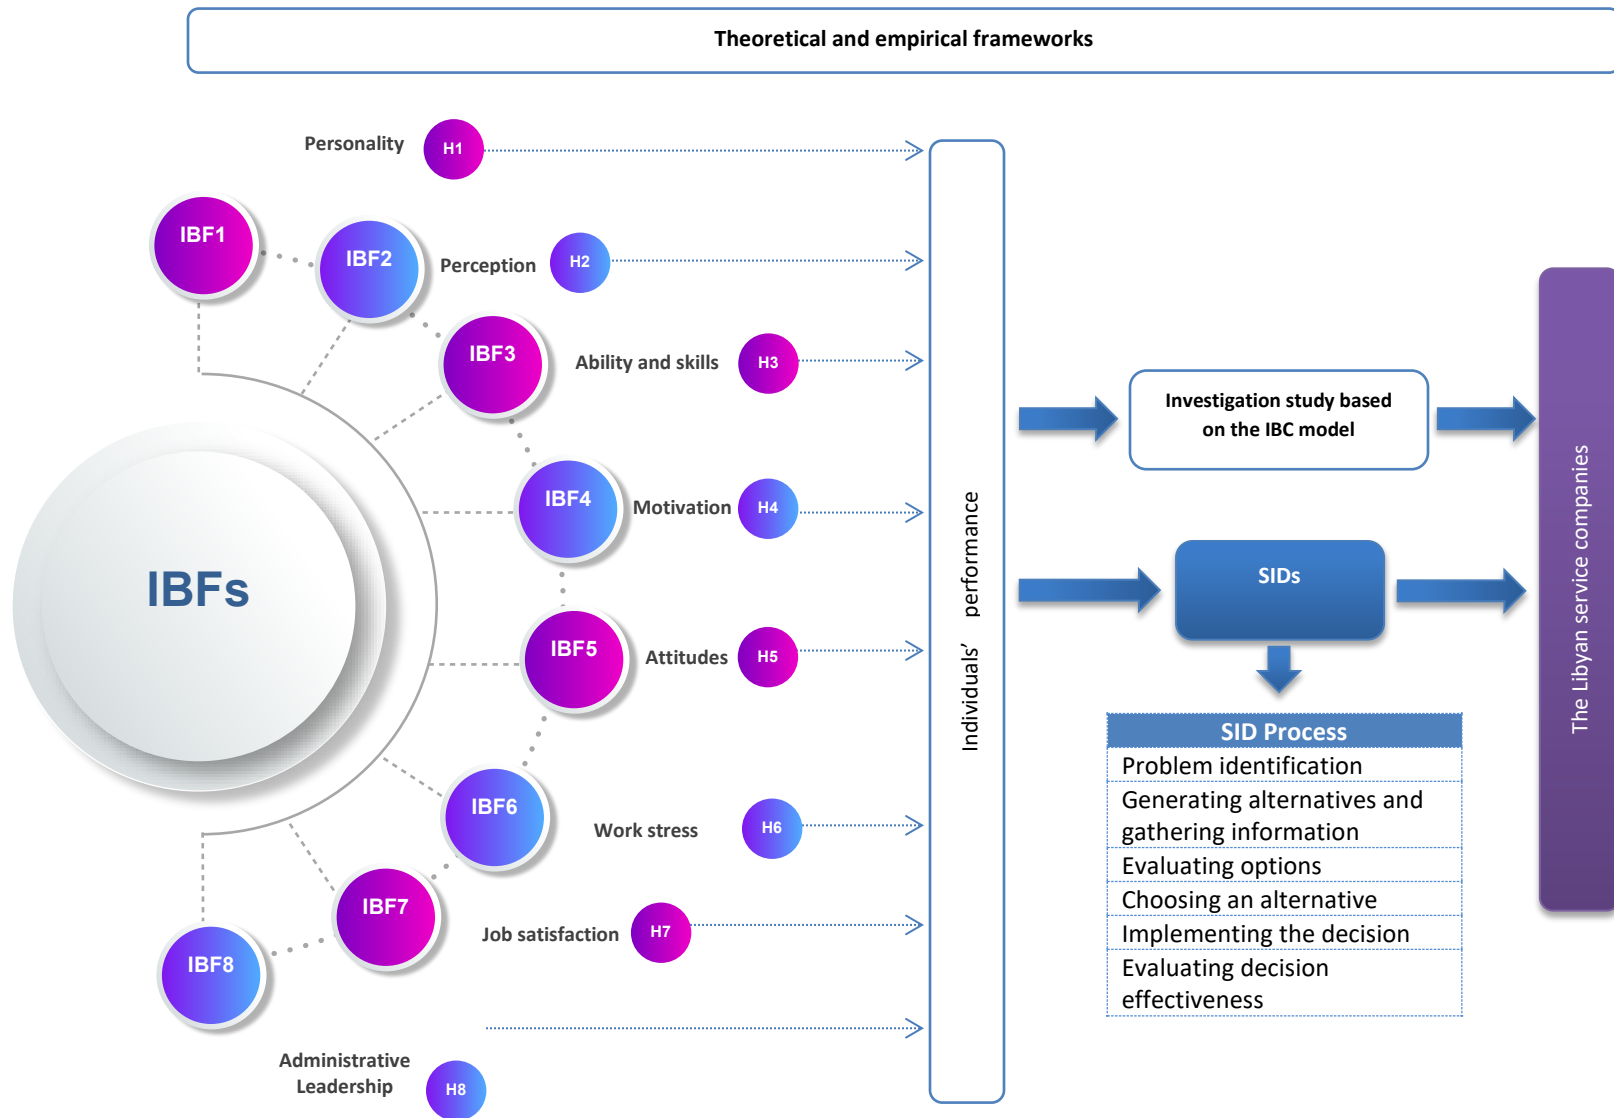 Theoretical and empirical frameworks
Personality
H1
IBF1
IBF2
Perception
H2
IBF3
Ability and skills
H3
IBF4
Motivation
H4
IBFs
IBF5
Attitudes
H5
IBF6
Work stress
H6
IBF7
Job satisfaction
H7
IBF8
Administrative
Leadership
H8
Individuals’ performance
Investigation study based
on the IBC model
SIDs
SID Process
Problem identification
Generating alternatives and
gathering information
Evaluating options
Choosing an alternative
Implementing the decision
Evaluating decision
effectiveness
The Libyan service companies